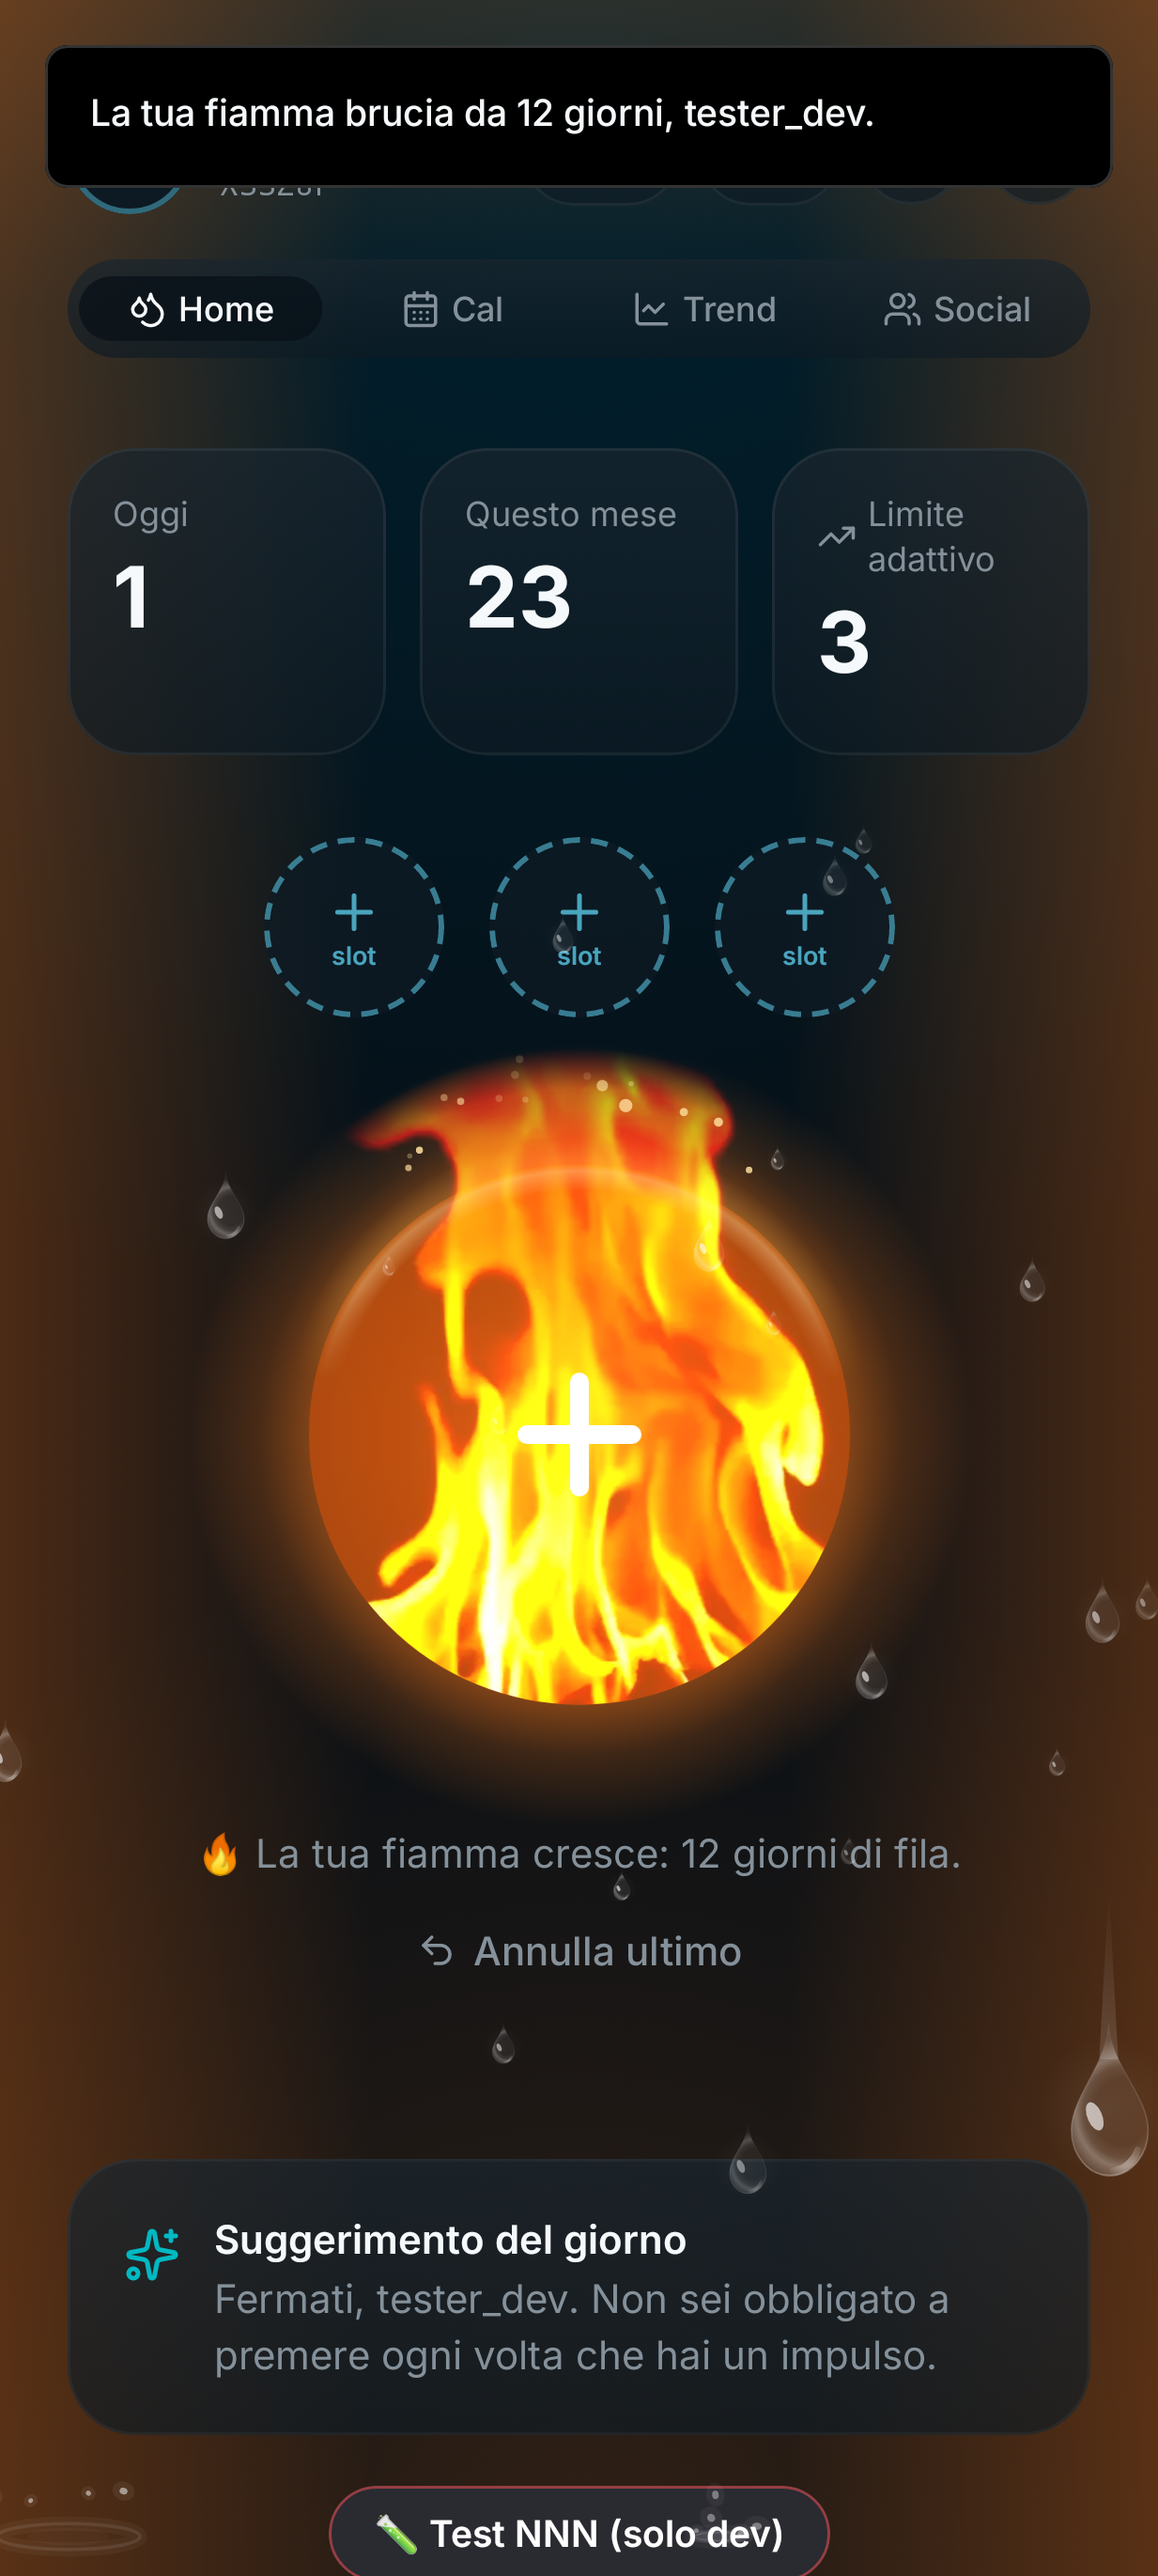 La tua fiamma brucia da 12 giorni, tester_dev.
Home
Cal
Trend
Social
Oggi
1
Questo mese
23
Limite
adattivo
3
slot
slot
slot
🔥 La tua fiamma cresce: 12 giorni di fila.
Annulla ultimo
Suggerimento del giorno
Fermati, tester_dev. Non sei obbligato a
premere ogni volta che hai un impulso.
🧪 Test NNN (solo dev)